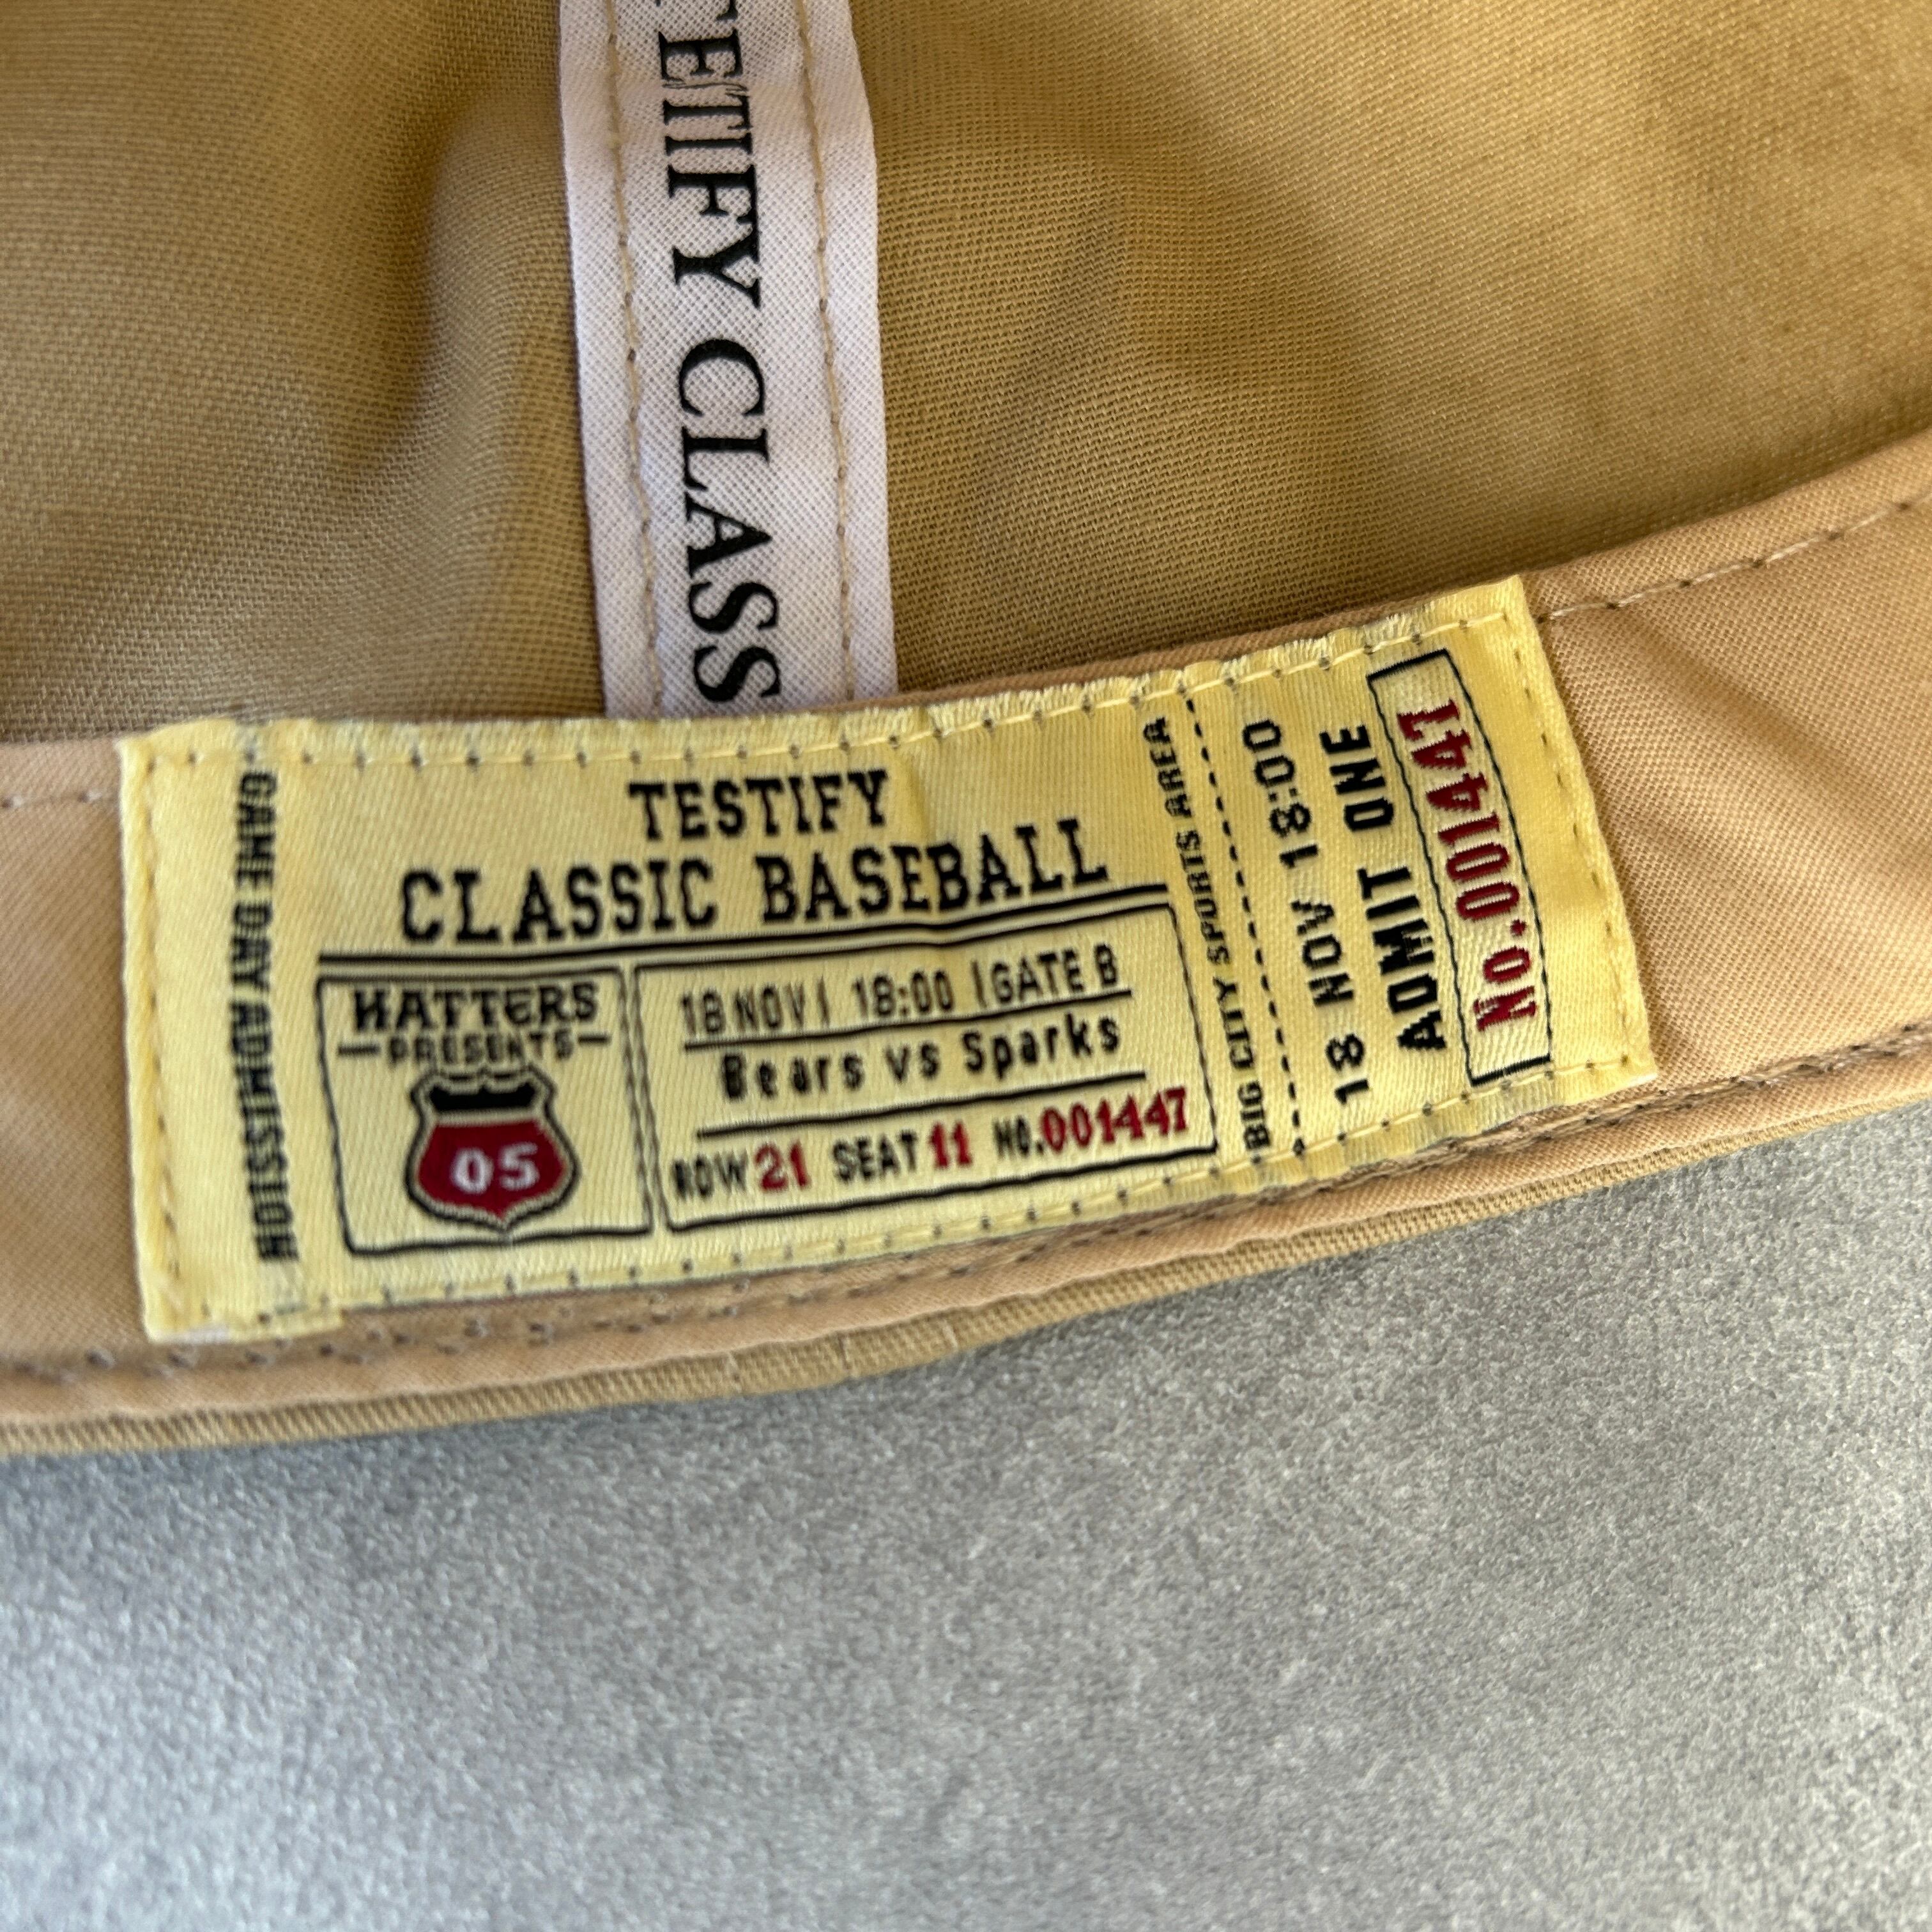 TETIFY CLASS
GAME DAY ADMISSION
TESTIFY
CLASSIC BASEBALL
HATTERS
PRESENTS
05
18 NOV | 18:00 | GATE B
Bears vs Sparks
ROW 21 SEAT 11 NO.001447
BIG CITY SPORTS AREA
18 NOV 18:00
ADMIT ONE
No.001447